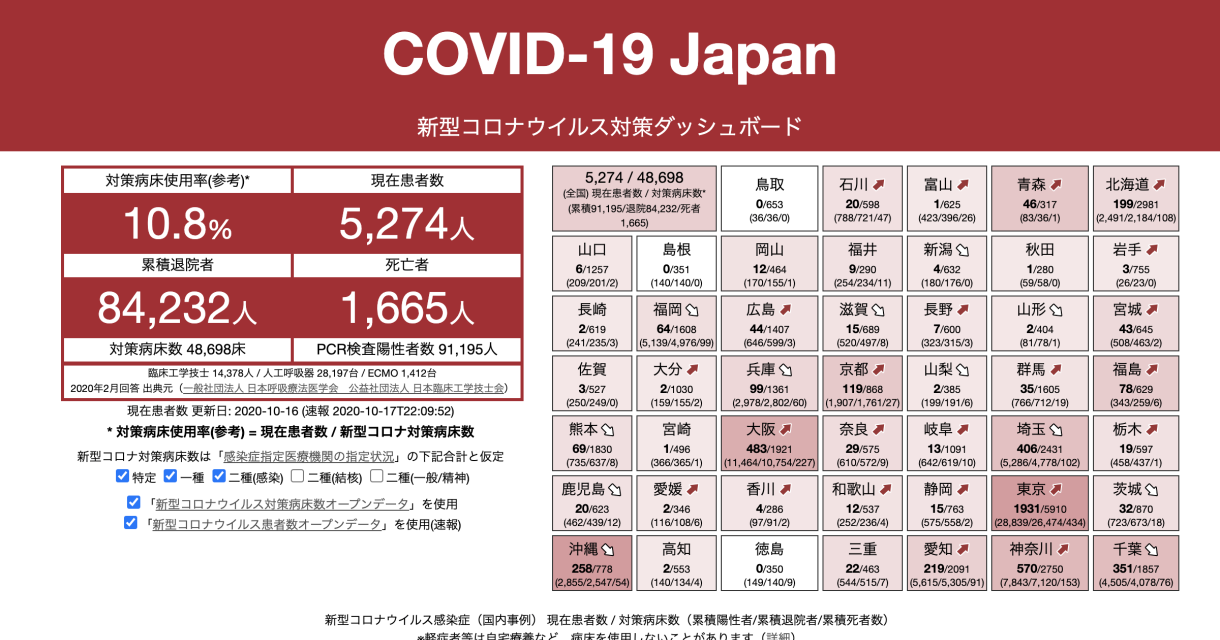 COVID-19 Japan
新型コロナウイルス対策ダッシュボード
対策病床使用率(参考)*
現在患者数
10.8%
5,274人
累積退院者
死亡者
84,232人
1,665人
対策病床数 48,698床
PCR検査陽性者数 91,195人
臨床工学技士 14,378人 / 人工呼吸器 28,197台 / ECMO 1,412台
2020年2月回答 出典元（一般社団法人 日本呼吸療法医学会　公益社団法人 日本臨床工学技士会）
現在患者数 更新日: 2020-10-16 (速報 2020-10-17T22:09:52)
* 対策病床使用率(参考) = 現在患者数 / 新型コロナ対策病床数
新型コロナ対策病床数は「感染症指定医療機関の指定状況」の下記合計と仮定
特定 一種 二種(感染) 二種(結核) 二種(一般/精神)
「新型コロナウイルス対策病床数オープンデータ」を使用
「新型コロナウイルス患者数オープンデータ」を使用(速報)
5,274 / 48,698
(全国) 現在患者数 / 対策病床数*
(累積91,195/退院84,232/死者
1,665)
鳥取
0/653
(36/36/0)
石川
20/598
(788/721/47)
富山
1/625
(423/396/26)
青森
46/317
(83/36/1)
北海道
199/2981
(2,491/2,184/108)
山口
6/1257
(209/201/2)
島根
0/351
(140/140/0)
岡山
12/464
(170/155/1)
福井
9/290
(254/234/11)
新潟
4/632
(180/176/0)
秋田
1/280
(59/58/0)
岩手
3/755
(26/23/0)
長崎
2/619
(241/235/3)
福岡
64/1608
(5,139/4,976/99)
広島
44/1407
(646/599/3)
滋賀
15/689
(520/497/8)
長野
7/600
(323/315/3)
山形
2/404
(81/78/1)
宮城
43/645
(508/463/2)
佐賀
3/527
(250/249/0)
大分
2/1030
(159/155/2)
兵庫
99/1361
(2,978/2,802/60)
京都
119/868
(1,907/1,761/27)
山梨
2/385
(199/191/6)
群馬
35/1605
(766/712/19)
福島
78/629
(343/259/6)
熊本
69/1830
(735/637/8)
宮崎
1/496
(366/365/1)
大阪
483/1921
(11,464/10,754/227)
奈良
29/575
(610/572/9)
岐阜
13/1091
(642/619/10)
埼玉
406/2431
(5,286/4,778/102)
栃木
19/597
(458/437/1)
鹿児島
20/623
(462/439/12)
愛媛
2/346
(116/108/6)
香川
4/286
(97/91/2)
和歌山
12/537
(252/236/4)
静岡
15/763
(575/558/2)
東京
1931/5910
(28,839/26,474/434)
茨城
32/870
(723/673/18)
沖縄
258/778
(2,855/2,547/54)
高知
2/553
(140/134/4)
徳島
0/350
(149/140/9)
三重
22/463
(544/515/7)
愛知
219/2091
(5,615/5,305/91)
神奈川
570/2750
(7,843/7,120/153)
千葉
351/1857
(4,505/4,078/76)
新型コロナウイルス感染症（国内事例） 現在患者数 / 対策病床数（累積陽性者/累積退院者/累積死者数）
※軽症者等は自宅療養など、病床を使用しないことがあります（詳細）